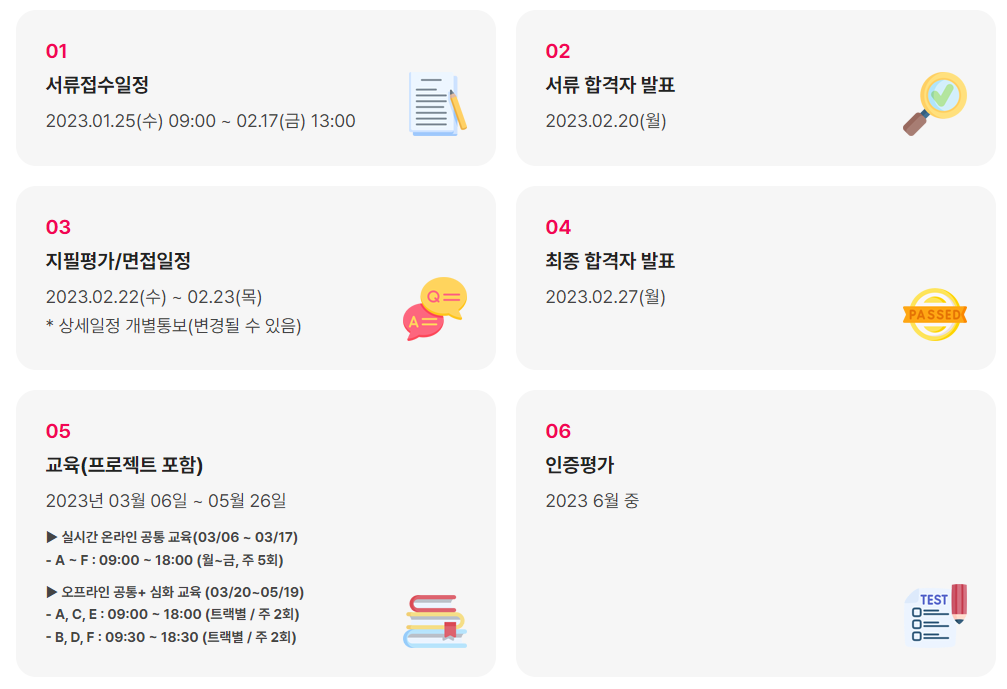 01
서류접수일정
2023.01.25(수) 09:00 ~ 02.17(금) 13:00
02
서류 합격자 발표
2023.02.20(월)
03
지필평가/면접일정
2023.02.22(수) ~ 02.23(목)
* 상세일정 개별통보(변경될 수 있음)
Q=
A=
04
최종 합격자 발표
2023.02.27(월)
PASSED
05
교육(프로젝트 포함)
2023년 03월 06일 ~ 05월 26일
▶ 실시간 온라인 공통 교육(03/06 ~ 03/17)
- A ~ F : 09:00 ~ 18:00 (월~금, 주 5회)
▶ 오프라인 공통+ 심화 교육 (03/20~05/19)
- A, C, E : 09:00 ~ 18:00 (트랙별 / 주 2회)
- B, D, F : 09:30 ~ 18:30 (트랙별 / 주 2회)
06
인증평가
2023 6월 중
TEST